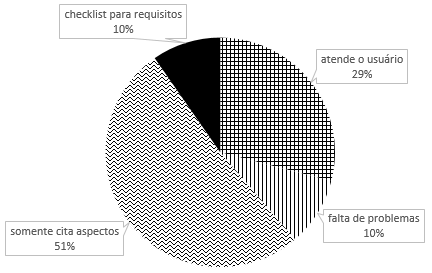 checklist para requisitos
10%
atende o usuário
29%
falta de problemas
10%
somente cita aspectos
51%